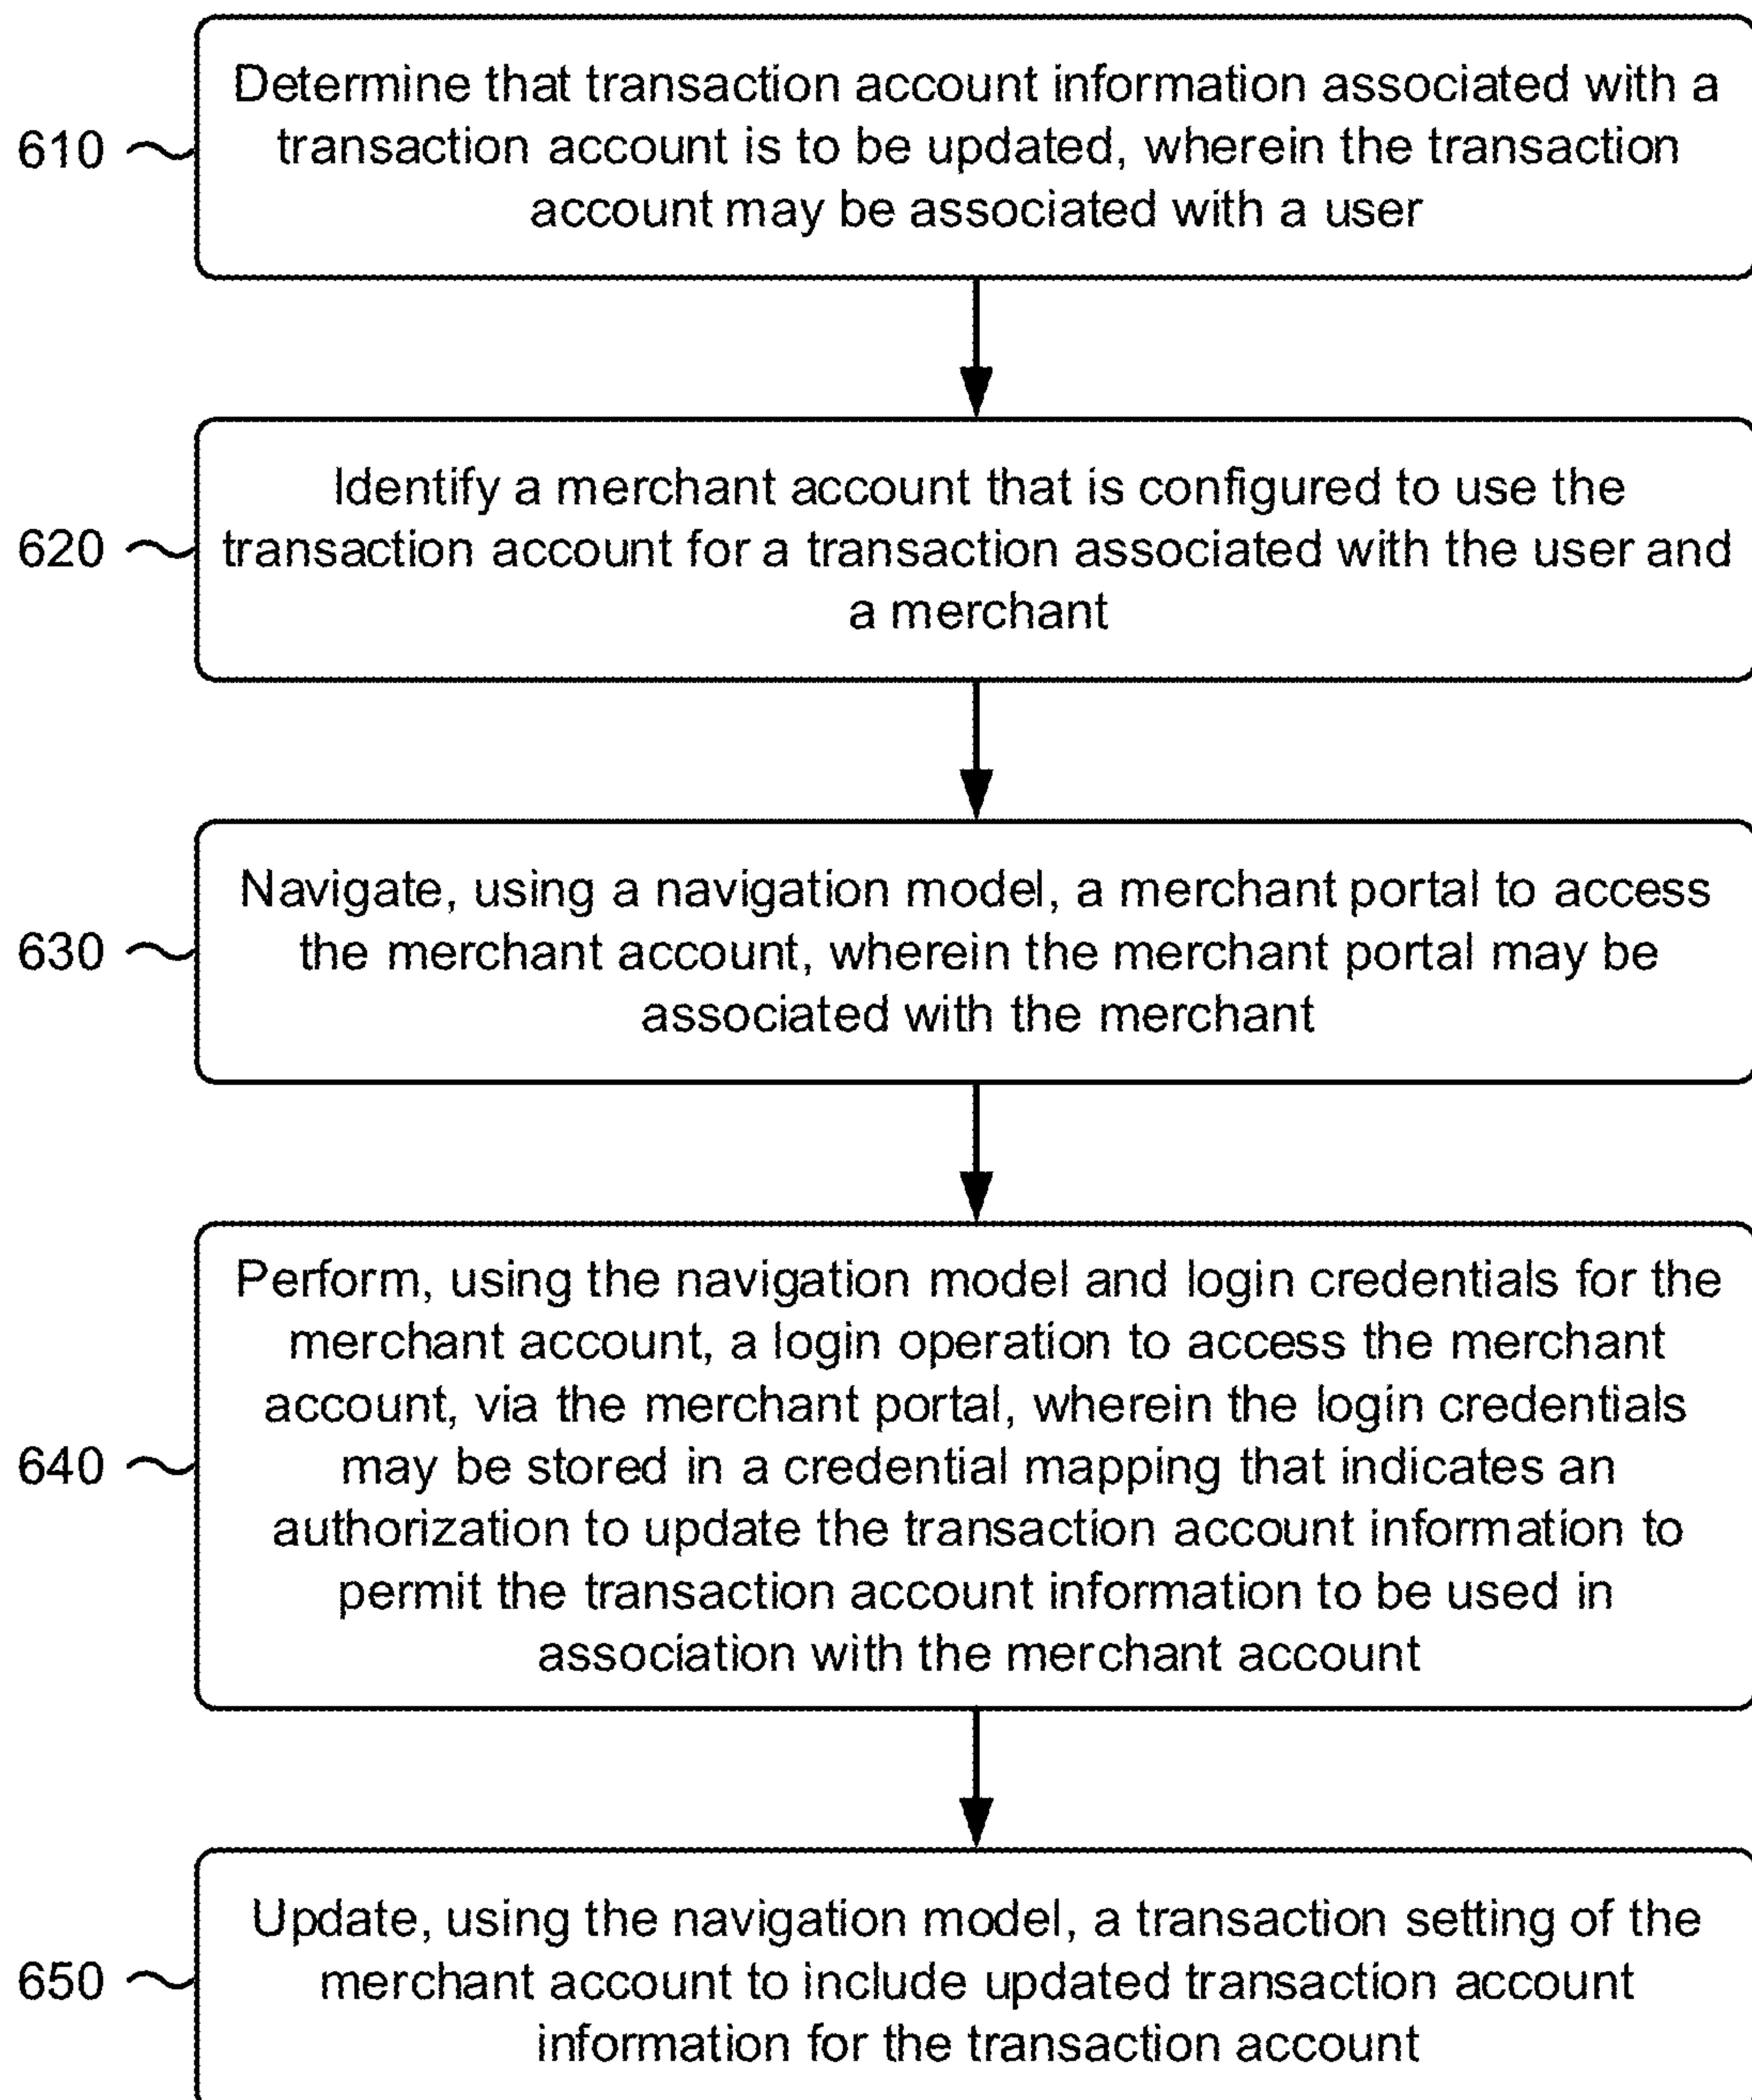 Determine that transaction account information associated with a
610
transaction account is to be updated, wherein the transaction
account may be associated with a user
Identify a merchant account that is configured to use the
620
transaction account for a transaction associated with the user and
a merchant
Navigate, using a navigation model, a merchant portal to access
630
the merchant account, wherein the merchant portal may be
associated with the merchant
Perform, using the navigation model and login credentials for the
merchant account, a login operation to access the merchant
account, via the merchant portal, wherein the login credentials
640
may be stored in a credential mapping that indicates an
authorization to update the transaction account information to
permit the transaction account information to be used in
association with the merchant account
Update, using the navigation model, a transaction setting of the
650
merchant account to include updated transaction account
information for the transaction account